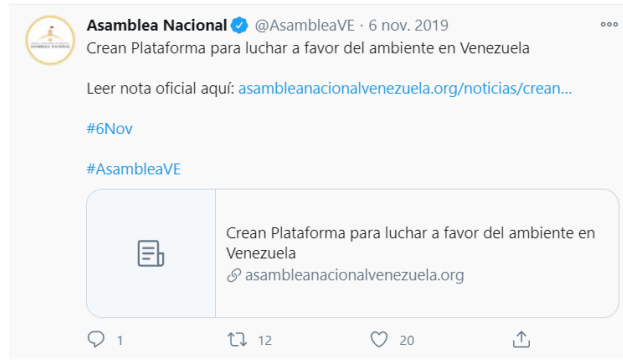 Asamblea Nacional @AsambleaVE · 6 nov. 2019
Crean Plataforma para luchar a favor del ambiente en Venezuela
Leer nota oficial aquí: asambleanacionalvenezuela.org/noticias/crean...
#6Nov
#AsambleaVE
Crean Plataforma para luchar a favor del ambiente en
Venezuela
asambleanacionalvenezuela.org
1 12 20